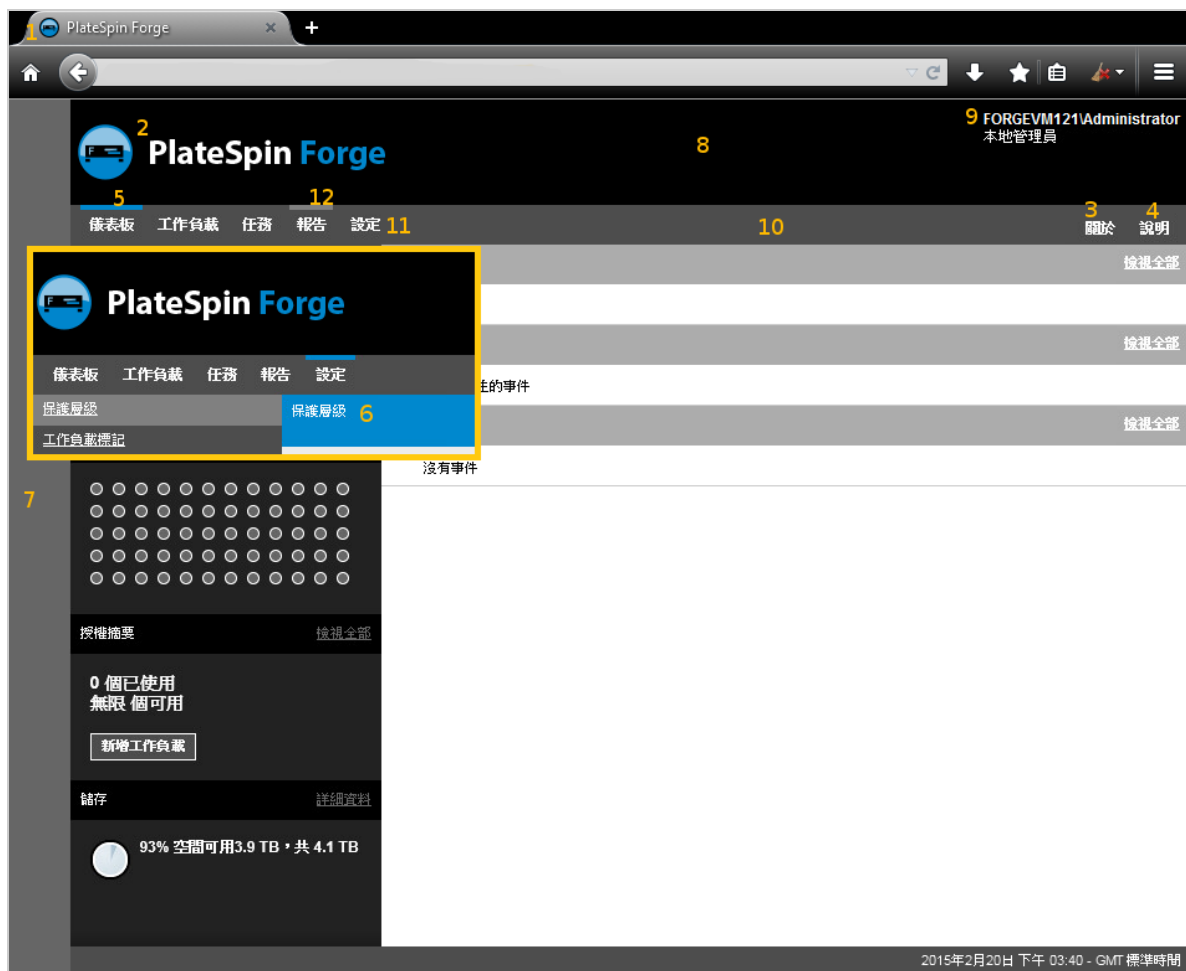 1 PlateSpin Forge
2
PlateSpin Forge
8
9 FORGEVM121\Administrator
本地管理員
5
12
儀表板 工作負載 任務 報告 設定 11
10
3
關於
4
說明
檢視全部
PlateSpin Forge
檢視全部
儀表板 工作負載 任務 報告 設定
性的事件
保護層級
保護層級 6
工作負載標記
檢視全部
沒有事件
7
授權摘要 檢視全部
0 個已使用
無限 個可用
新增工作負載
儲存 詳細資料
93% 空間可用3.9 TB，共 4.1 TB
2015年2月20日 下午 03:40 - GMT 標準時間